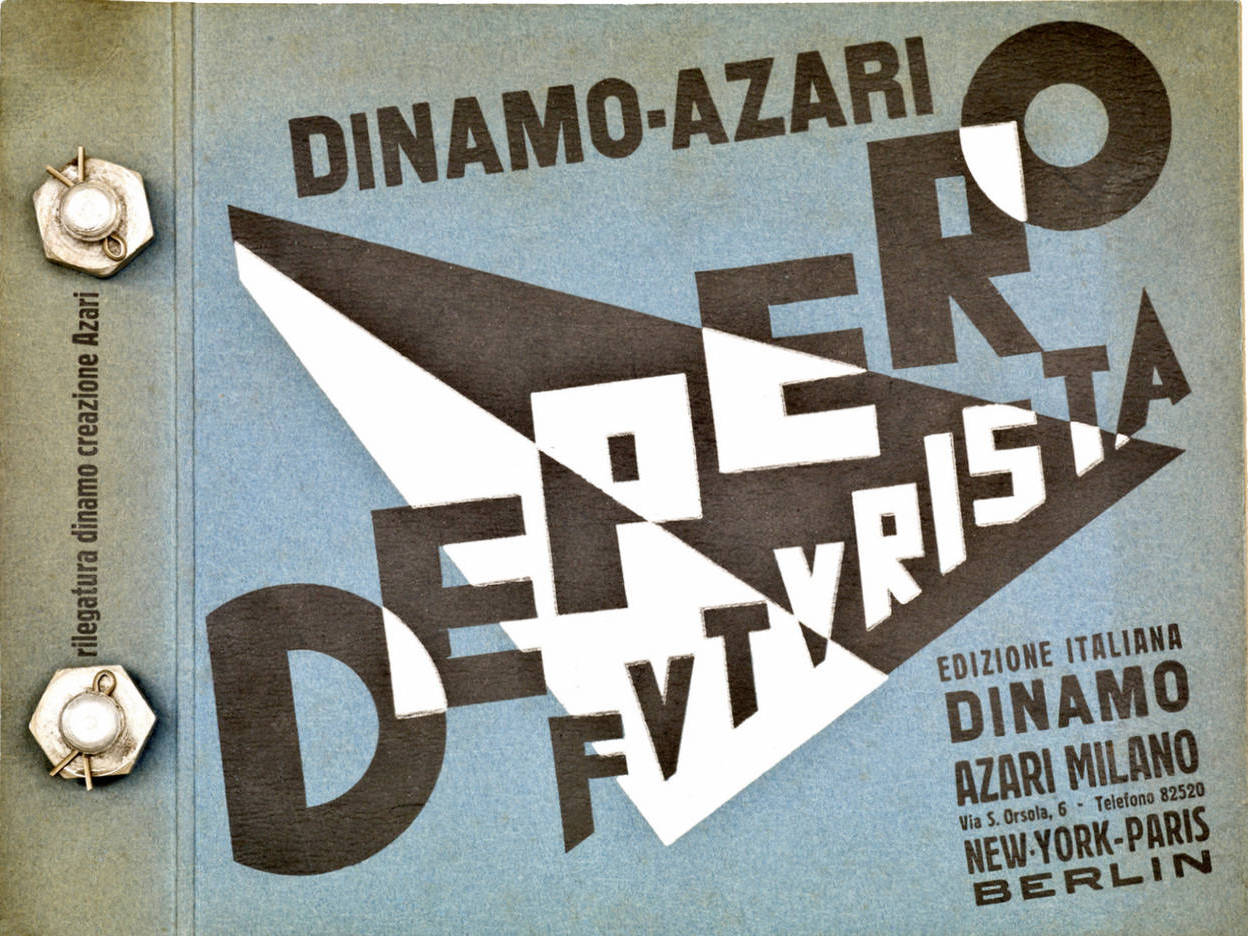 DINAMO-AZARI
DEPERO
FVTVRISTA
rilegatura dinamo creazione Azari
EDIZIONE ITALIANA
DINAMO
AZARI MILANO
Via S. Orsola, 6 - Telefono 82520
NEW-YORK-PARIS
BERLIN